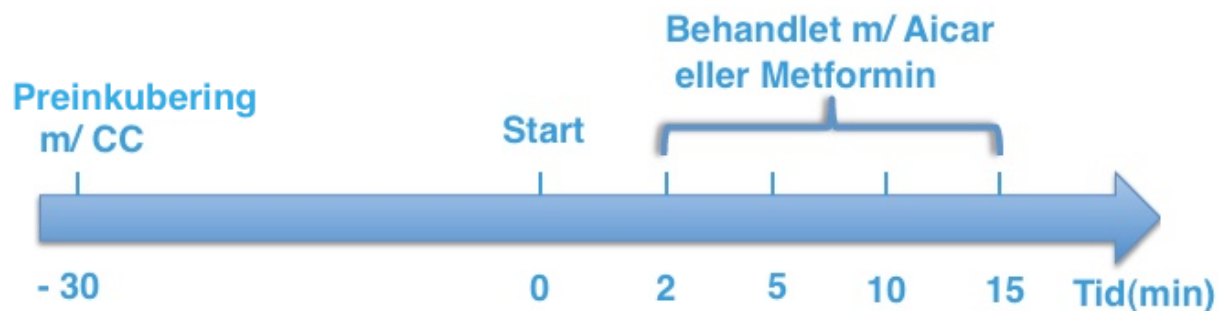 Behandlet m/ Aicar
eller Metformin
Preinkubering
m/ CC
Start
- 30 0 2 5 10 15 Tid(min)